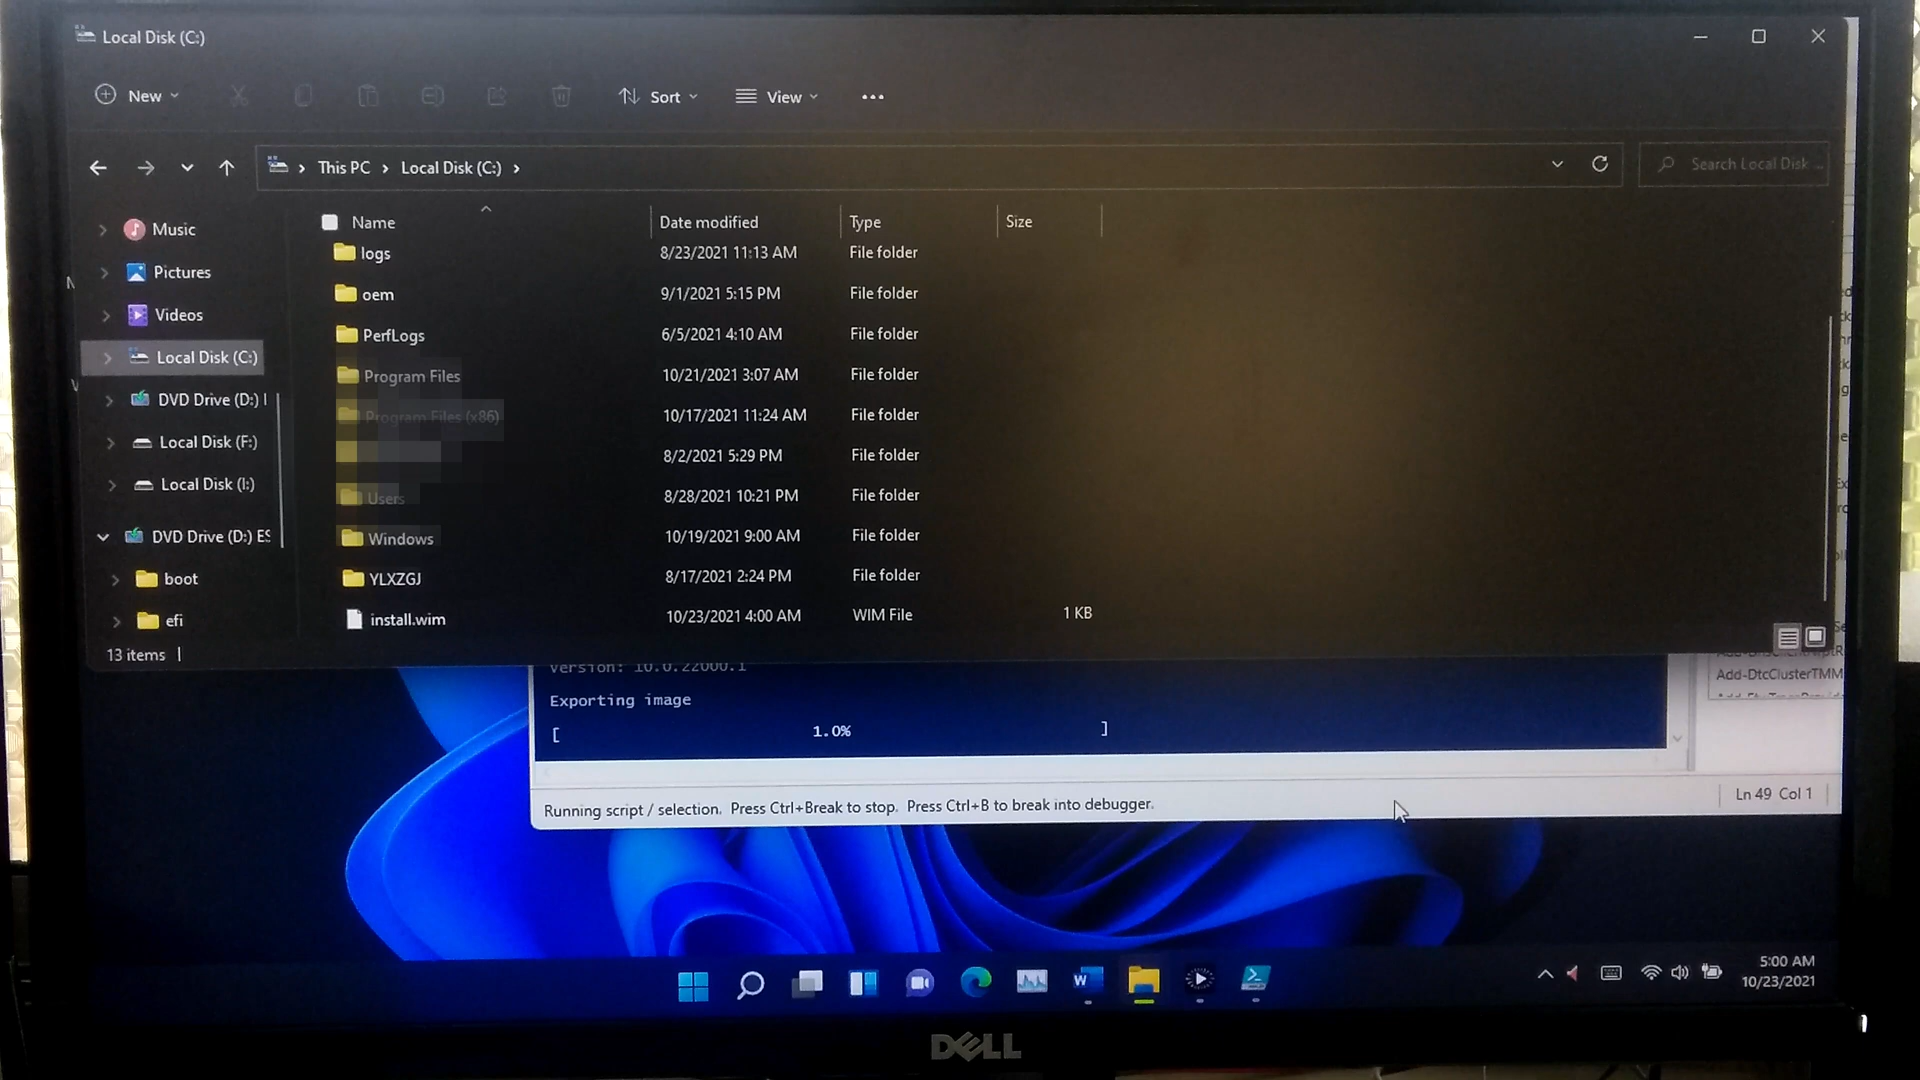 Local Disk (C:)
New
Sort
View
This PC > Local Disk (C:) >
Search Local Disk ...
Name Date modified Type Size
Music
Pictures
Videos
Local Disk (C:)
DVD Drive (D:) I
Local Disk (F:)
Local Disk (I:)
DVD Drive (D:) ES
boot
efi
logs 8/23/2021 11:13 AM File folder
oem 9/1/2021 5:15 PM File folder
PerfLogs 6/5/2021 4:10 AM File folder
Program Files 10/21/2021 3:07 AM File folder
Program Files (x86) 10/17/2021 11:24 AM File folder
8/2/2021 5:29 PM File folder
Users 8/28/2021 10:21 PM File folder
Windows 10/19/2021 9:00 AM File folder
YLXZGJ 8/17/2021 2:24 PM File folder
install.wim 10/23/2021 4:00 AM WIM File 1 KB
13 items
Version: 10.0.22000.1
Exporting image
[ 1.0% ]
Add-DtcClusterTMM
Running script / selection. Press Ctrl+Break to stop. Press Ctrl+B to break into debugger.
Ln 49 Col 1
5:00 AM
10/23/2021
DELL